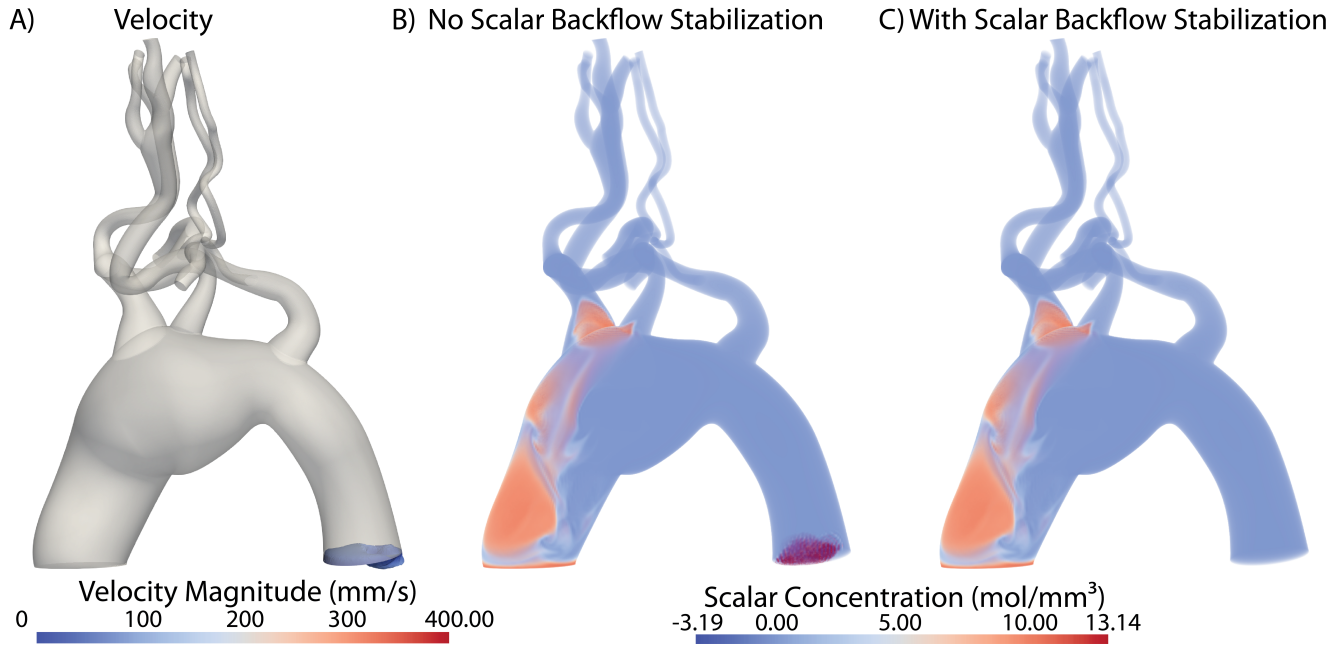 A) Velocity
B) No Scalar Backflow Stabilization
C) With Scalar Backflow Stabilization
Velocity Magnitude (mm/s)
0 100 200 300 400.00
Scalar Concentration (mol/mm³)
-3.19 0.00 5.00 10.00 13.14